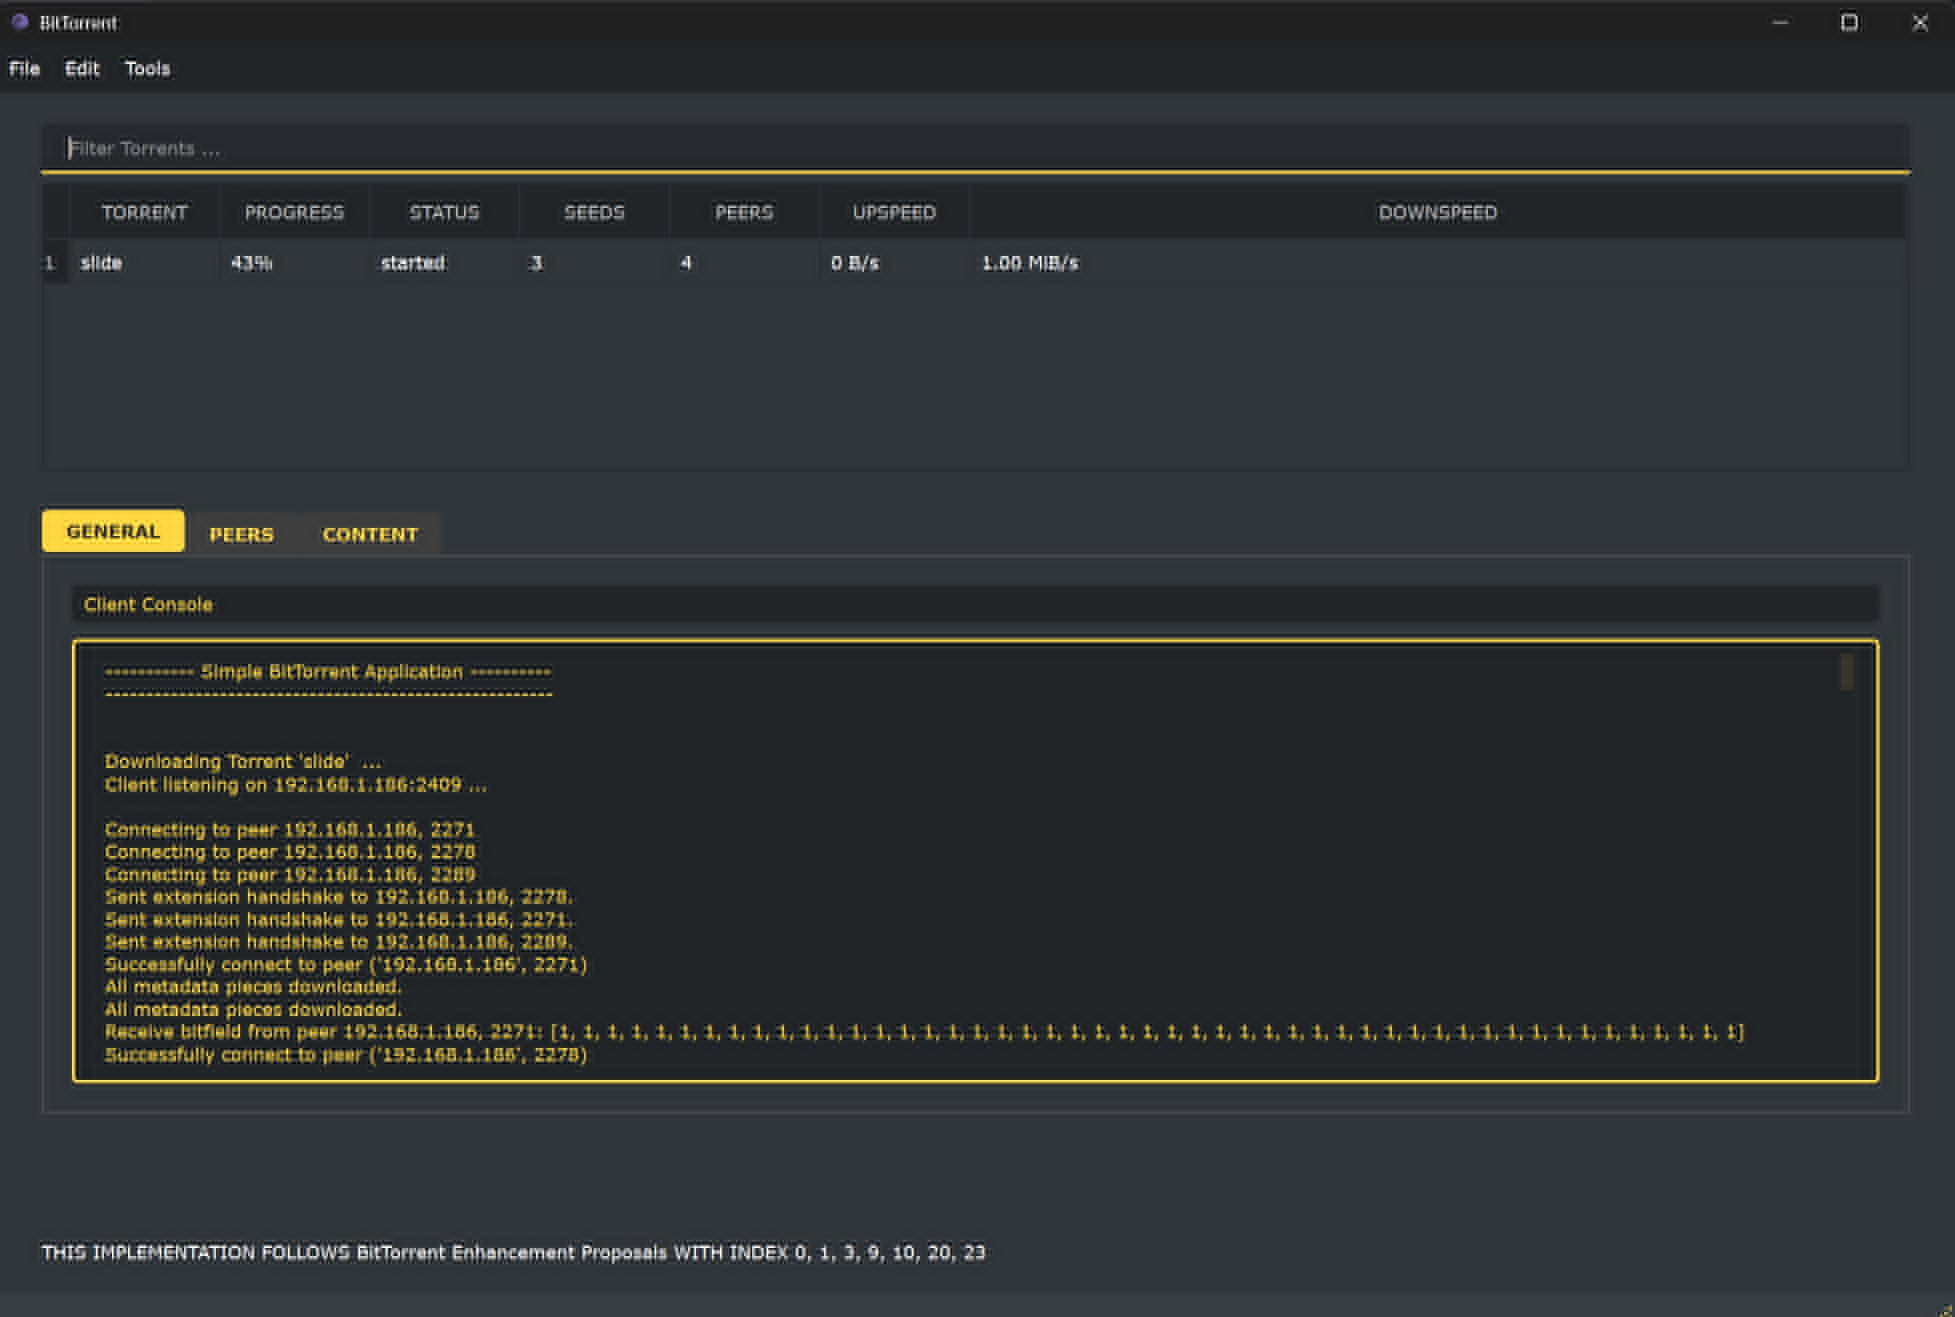 BitTorrent
File Edit Tools
Filter Torrents ...
TORRENT PROGRESS STATUS SEEDS PEERS UPSPEED DOWNSPEED
1 slide 43% started 3 4 0 B/s 1.00 MiB/s
GENERAL PEERS CONTENT
Client Console
----------- Simple BitTorrent Application ----------
-------------------------------------------------------
Downloading Torrent 'slide' ...
Client listening on 192.168.1.186:2409 ...
Connecting to peer 192.168.1.186, 2271
Connecting to peer 192.168.1.186, 2278
Connecting to peer 192.168.1.186, 2289
Sent extension handshake to 192.168.1.186, 2278.
Sent extension handshake to 192.168.1.186, 2271.
Sent extension handshake to 192.168.1.186, 2289.
Successfully connect to peer ('192.168.1.186', 2271)
All metadata pieces downloaded.
All metadata pieces downloaded.
Receive bitfield from peer 192.168.1.186, 2271: [1, 1, 1, 1, 1, 1, 1, 1, 1, 1, 1, 1, 1, 1, 1, 1, 1, 1, 1, 1, 1, 1, 1, 1, 1, 1, 1, 1, 1, 1, 1, 1, 1, 1, 1, 1, 1, 1, 1, 1, 1, 1, 1, 1, 1, 1, 1, 1, 1]
Successfully connect to peer ('192.168.1.186', 2278)
THIS IMPLEMENTATION FOLLOWS BitTorrent Enhancement Proposals WITH INDEX 0, 1, 3, 9, 10, 20, 23